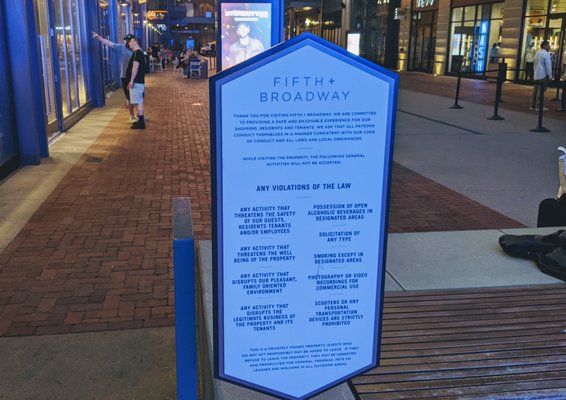 FIFTH +
BROADWAY
THANK YOU FOR VISITING FIFTH + BROADWAY. WE ARE COMMITTED
TO PROVIDING A SAFE AND ENJOYABLE EXPERIENCE FOR OUR
SHOPPERS, RESIDENTS AND TENANTS. WE ASK THAT ALL PATRONS
CONDUCT THEMSELVES IN A MANNER CONSISTENT WITH OUR CODE
OF CONDUCT AND ALL LAWS AND LOCAL ORDINANCES.
WHILE VISITING THE PROPERTY, THE FOLLOWING GENERAL
ACTIVITIES WILL NOT BE ACCEPTED:
ANY VIOLATIONS OF THE LAW
ANY ACTIVITY THAT
THREATENS THE SAFETY
OF OUR GUESTS,
RESIDENTS TENANTS
AND/OR EMPLOYEES
ANY ACTIVITY THAT
THREATENS THE WELL
BEING OF THE PROPERTY
ANY ACTIVITY THAT
DISRUPTS OUR PLEASANT,
FAMILY ORIENTED
ENVIRONMENT
ANY ACTIVITY THAT
DISRUPTS THE
LEGITIMATE BUSINESS OF
THE PROPERTY AND ITS
TENANTS
POSSESSION OF OPEN
ALCOHOLIC BEVERAGES IN
DESIGNATED AREAS
SOLICITATION OF
ANY TYPE
SMOKING EXCEPT IN
DESIGNATED AREAS
PHOTOGRAPHY OR VIDEO
RECORDINGS FOR
COMMERCIAL USE
SCOOTERS OR ANY
PERSONAL
TRANSPORTATION
DEVICES ARE STRICTLY
PROHIBITED
THIS IS A PRIVATELY OWNED PROPERTY. GUESTS WHO
DO NOT ACT RESPONSIBLY MAY BE ASKED TO LEAVE. IF THEY
REFUSE TO LEAVE THE PROPERTY, THEY MAY BE ARRESTED
AND PROSECUTED FOR CRIMINAL TRESPASS. PETS ON
LEASHES ARE WELCOME IN ALL OUTDOOR AREAS.